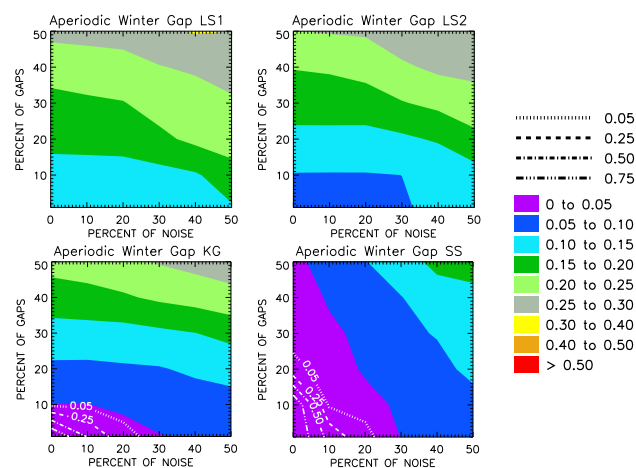 Aperiodic Winter Gap LS1
PERCENT OF GAPS
50
40
30
20
10
0 10 20 30 40 50
PERCENT OF NOISE
Aperiodic Winter Gap LS2
PERCENT OF GAPS
50
40
30
20
10
0 10 20 30 40 50
PERCENT OF NOISE
Aperiodic Winter Gap KG
PERCENT OF GAPS
50
40
30
20
10
0.05
0.25
0 10 20 30 40 50
PERCENT OF NOISE
Aperiodic Winter Gap SS
PERCENT OF GAPS
50
40
30
20
10
0.05
0.25
0.50
0 10 20 30 40 50
PERCENT OF NOISE
0.05
0.25
0.50
0.75
0 to 0.05
0.05 to 0.10
0.10 to 0.15
0.15 to 0.20
0.20 to 0.25
0.25 to 0.30
0.30 to 0.40
0.40 to 0.50
> 0.50